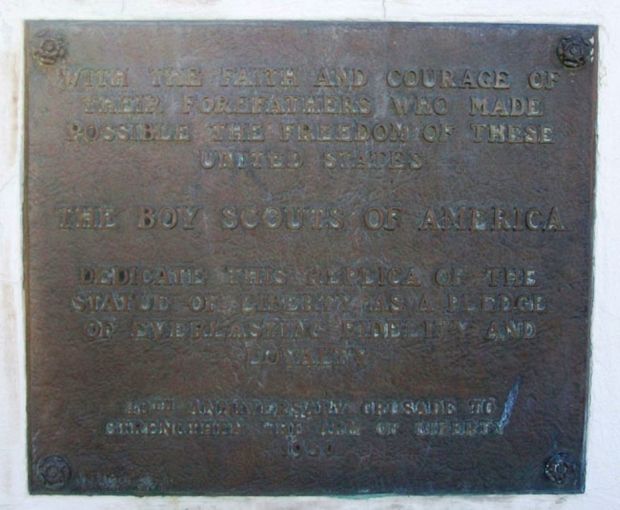 WITH THE FAITH AND COURAGE OF
THEIR FOREFATHERS WHO MADE
POSSIBLE THE FREEDOM OF THESE
UNITED STATES
THE BOY SCOUTS OF AMERICA
DEDICATE THIS REPLICA OF THE
STATUE OF LIBERTY AS A PLEDGE
OF EVERLASTING FIDELITY AND
LOYALTY
40TH ANNIVERSARY CRUSADE TO
STRENGTHEN THE ARM OF LIBERTY